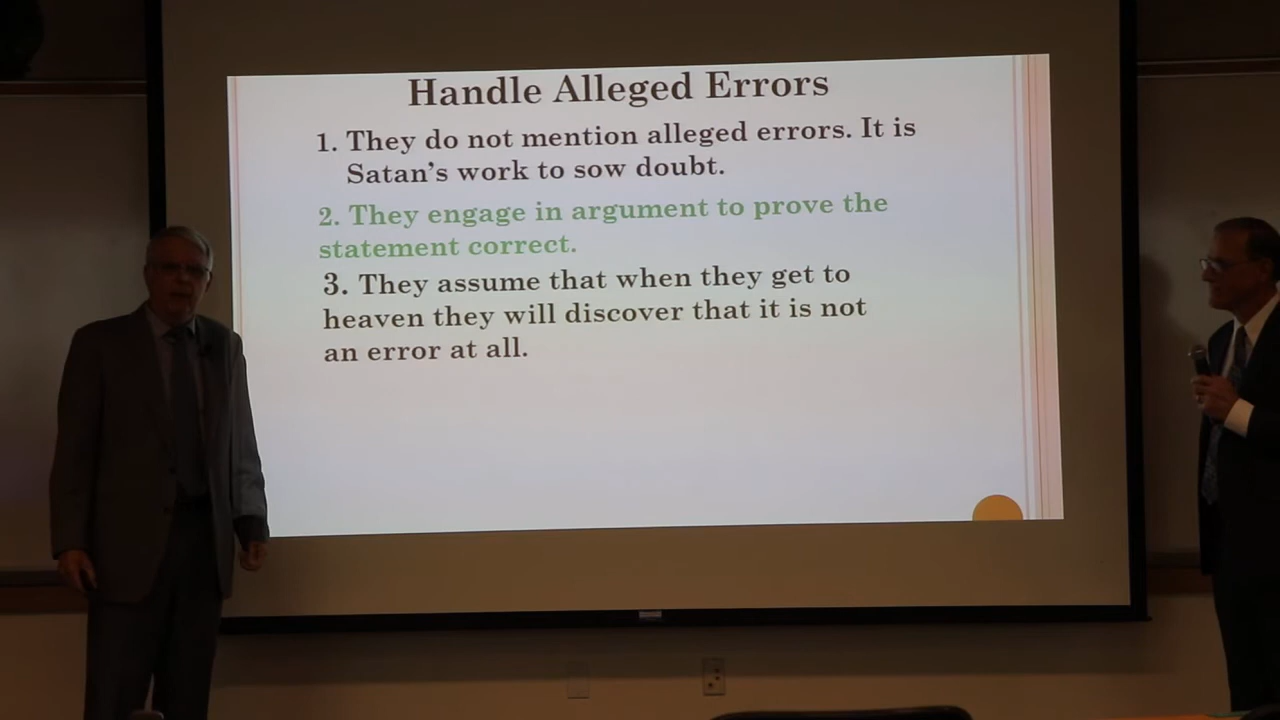 Handle Alleged Errors
1. They do not mention alleged errors. It is
Satan's work to sow doubt.
2. They engage in argument to prove the
statement correct.
3. They assume that when they get to
heaven they will discover that it is not
an error at all.